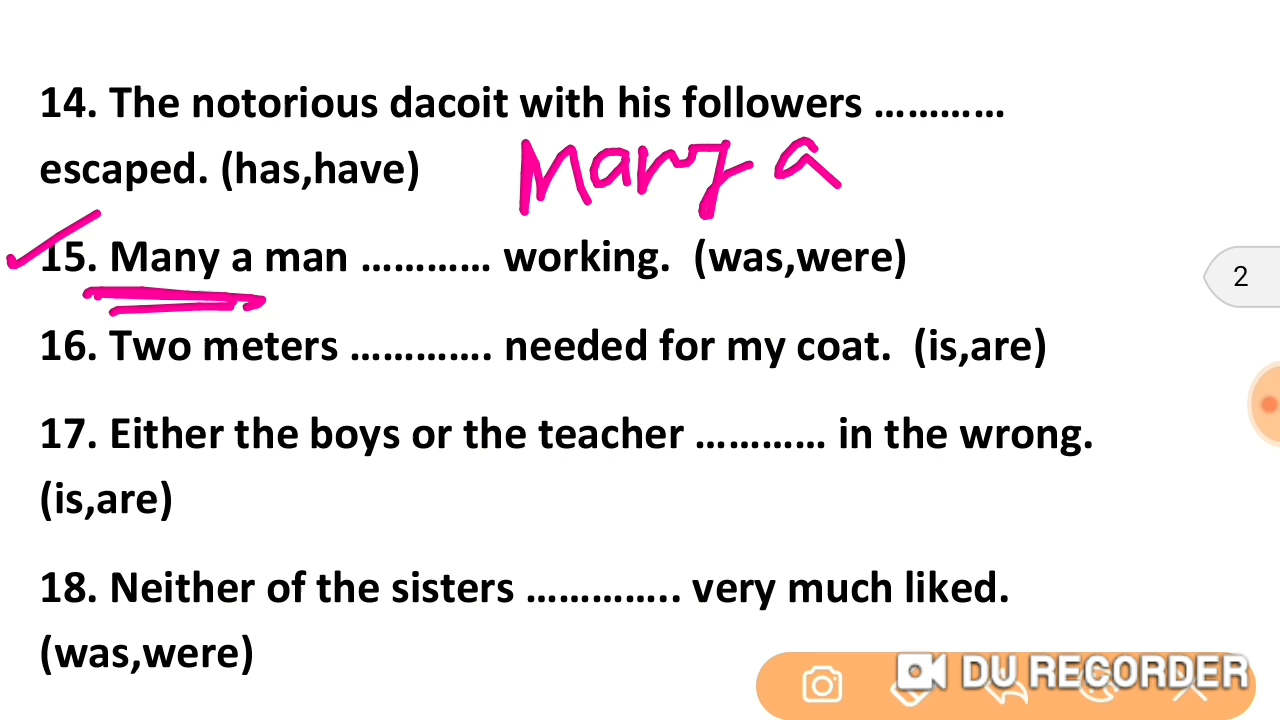 14. The notorious dacoit with his followers …………
escaped. (has,have)
Many a
15. Many a man ………… working. (was,were)
2
16. Two meters …………. needed for my coat. (is,are)
17. Either the boys or the teacher ………… in the wrong.
(is,are)
18. Neither of the sisters ………….. very much liked.
(was,were)
DU RECORDER